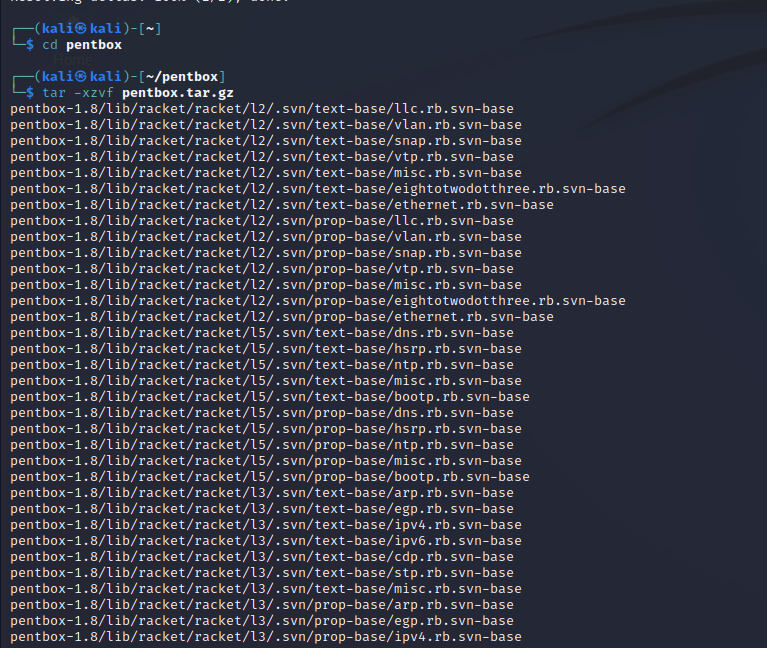 ┌──(kali㉿kali)-[~]
└─$ cd pentbox
Home
┌──(kali㉿kali)-[~/pentbox]
└─$ tar -xzvf pentbox.tar.gz
pentbox-1.8/lib/racket/racket/l2/.svn/text-base/llc.rb.svn-base
pentbox-1.8/lib/racket/racket/l2/.svn/text-base/vlan.rb.svn-base
pentbox-1.8/lib/racket/racket/l2/.svn/text-base/snap.rb.svn-base
pentbox-1.8/lib/racket/racket/l2/.svn/text-base/vtp.rb.svn-base
pentbox-1.8/lib/racket/racket/l2/.svn/text-base/misc.rb.svn-base
pentbox-1.8/lib/racket/racket/l2/.svn/text-base/eightotwodotthree.rb.svn-base
pentbox-1.8/lib/racket/racket/l2/.svn/text-base/ethernet.rb.svn-base
pentbox-1.8/lib/racket/racket/l2/.svn/prop-base/llc.rb.svn-base
pentbox-1.8/lib/racket/racket/l2/.svn/prop-base/vlan.rb.svn-base
pentbox-1.8/lib/racket/racket/l2/.svn/prop-base/snap.rb.svn-base
pentbox-1.8/lib/racket/racket/l2/.svn/prop-base/vtp.rb.svn-base
pentbox-1.8/lib/racket/racket/l2/.svn/prop-base/misc.rb.svn-base
pentbox-1.8/lib/racket/racket/l2/.svn/prop-base/eightotwodotthree.rb.svn-base
pentbox-1.8/lib/racket/racket/l2/.svn/prop-base/ethernet.rb.svn-base
pentbox-1.8/lib/racket/racket/l5/.svn/text-base/dns.rb.svn-base
pentbox-1.8/lib/racket/racket/l5/.svn/text-base/hsrp.rb.svn-base
pentbox-1.8/lib/racket/racket/l5/.svn/text-base/ntp.rb.svn-base
pentbox-1.8/lib/racket/racket/l5/.svn/text-base/misc.rb.svn-base
pentbox-1.8/lib/racket/racket/l5/.svn/text-base/bootp.rb.svn-base
pentbox-1.8/lib/racket/racket/l5/.svn/prop-base/dns.rb.svn-base
pentbox-1.8/lib/racket/racket/l5/.svn/prop-base/hsrp.rb.svn-base
pentbox-1.8/lib/racket/racket/l5/.svn/prop-base/ntp.rb.svn-base
pentbox-1.8/lib/racket/racket/l5/.svn/prop-base/misc.rb.svn-base
pentbox-1.8/lib/racket/racket/l5/.svn/prop-base/bootp.rb.svn-base
pentbox-1.8/lib/racket/racket/l3/.svn/text-base/arp.rb.svn-base
pentbox-1.8/lib/racket/racket/l3/.svn/text-base/egp.rb.svn-base
pentbox-1.8/lib/racket/racket/l3/.svn/text-base/ipv4.rb.svn-base
pentbox-1.8/lib/racket/racket/l3/.svn/text-base/ipv6.rb.svn-base
pentbox-1.8/lib/racket/racket/l3/.svn/text-base/cdp.rb.svn-base
pentbox-1.8/lib/racket/racket/l3/.svn/text-base/stp.rb.svn-base
pentbox-1.8/lib/racket/racket/l3/.svn/text-base/misc.rb.svn-base
pentbox-1.8/lib/racket/racket/l3/.svn/prop-base/arp.rb.svn-base
pentbox-1.8/lib/racket/racket/l3/.svn/prop-base/egp.rb.svn-base
pentbox-1.8/lib/racket/racket/l3/.svn/prop-base/ipv4.rb.svn-base